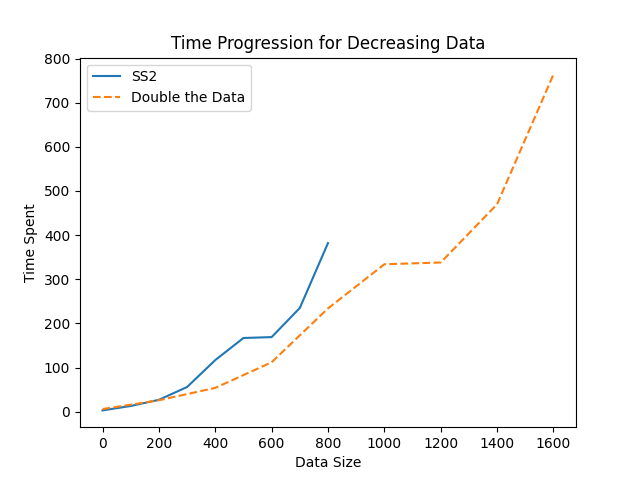 Time Progression for Decreasing Data
SS2
Double the Data
800
700
600
500
400
300
200
100
0
Time Spent
0 200 400 600 800 1000 1200 1400 1600
Data Size